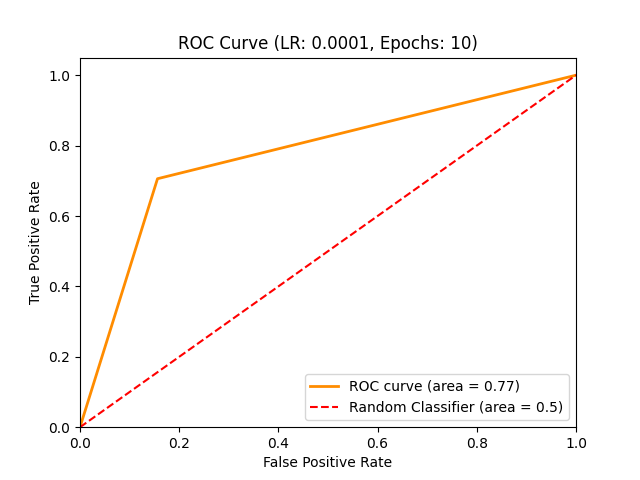 ROC Curve (LR: 0.0001, Epochs: 10)
True Positive Rate
1.0
0.8
0.6
0.4
0.2
0.0
0.0 0.2 0.4 0.6 0.8 1.0
False Positive Rate
ROC curve (area = 0.77)
Random Classifier (area = 0.5)